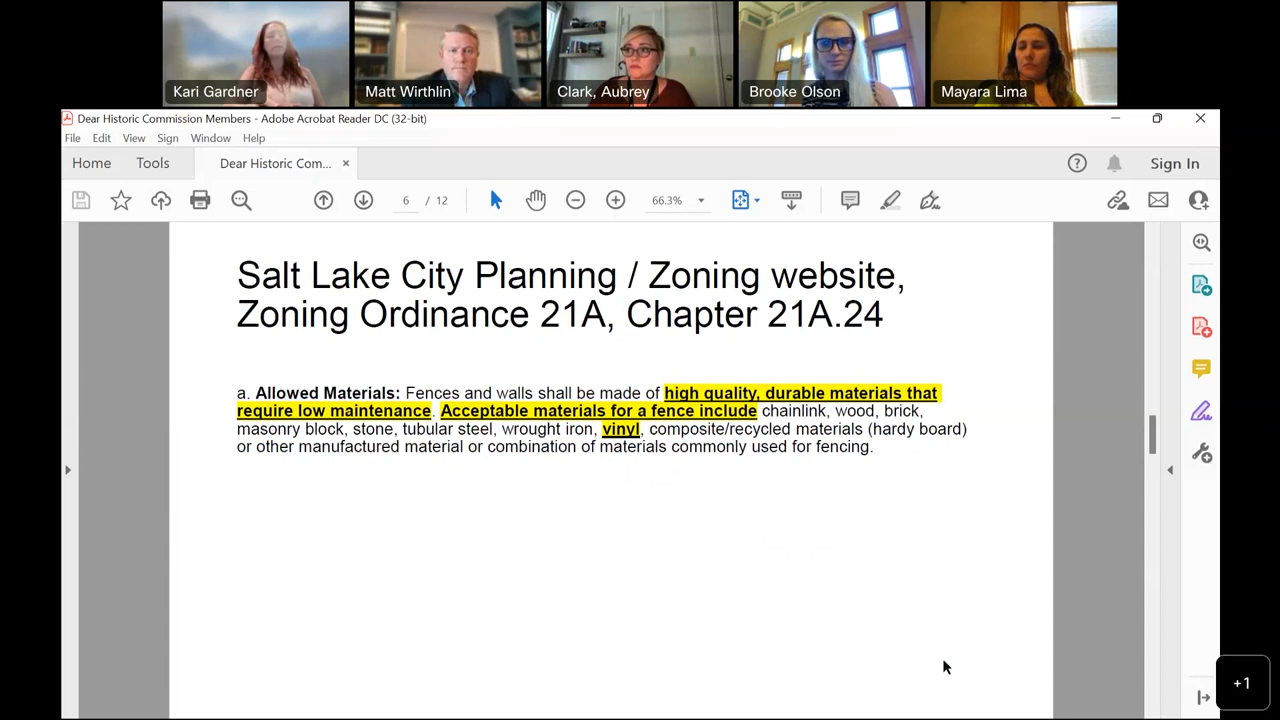 Kari Gardner
Matt Wirthlin
Clark, Aubrey
Brooke Olson
Mayara Lima
Dear Historic Commission Members - Adobe Acrobat Reader DC (32-bit)
File Edit View Sign Window Help
Home Tools Dear Historic Com... × Sign In
6 / 12 66.3%
Salt Lake City Planning / Zoning website,
Zoning Ordinance 21A, Chapter 21A.24
a. Allowed Materials: Fences and walls shall be made of high quality, durable materials that
require low maintenance. Acceptable materials for a fence include chainlink, wood, brick,
masonry block, stone, tubular steel, wrought iron, vinyl, composite/recycled materials (hardy board)
or other manufactured material or combination of materials commonly used for fencing.
+1